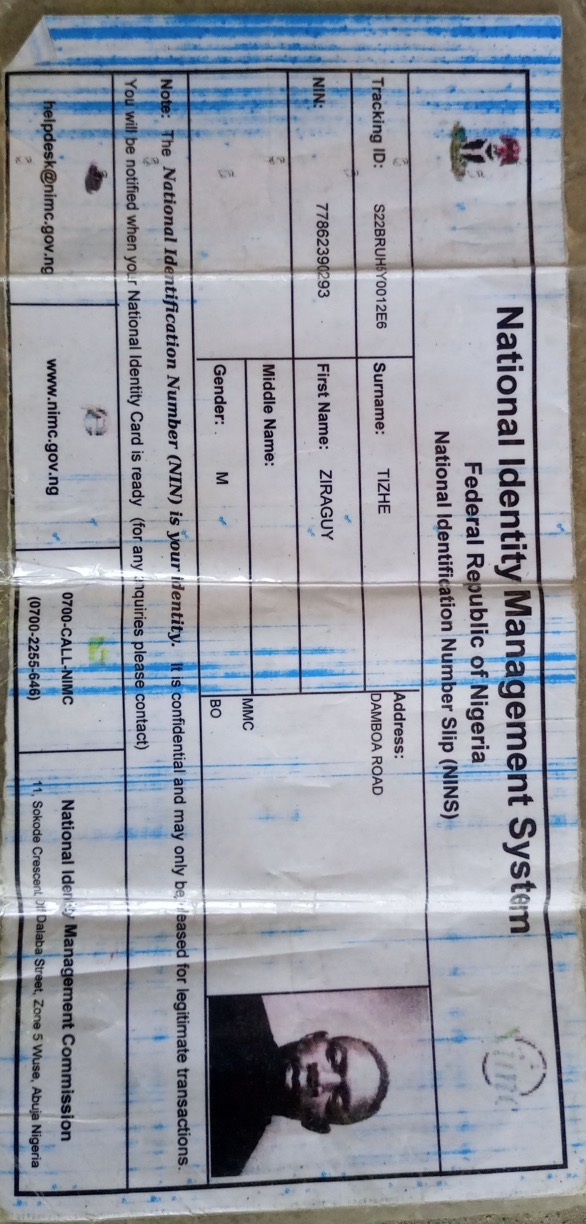 National Identity Management System
Federal Republic of Nigeria
National Identification Number Slip (NINS)
Tracking ID: S22BRUH5Y0012E6 Surname: TIZHE Address:
DAMBOA ROAD
NIN: 77862390293 First Name: ZIRAGUY
Middle Name:
MMC
Gender: M BO
Note: The National Identification Number (NIN) is your identity. It is confidential and may only be released for legitimate transactions.
You will be notified when your National Identity Card is ready (for any enquiries please contact)
helpdesk@nimc.gov.ng
www.nimc.gov.ng
0700-CALL-NIMC
(0700-2255-646)
National Identity Management Commission
11, Sokode Crescent, Off Dalaba Street, Zone 5 Wuse, Abuja Nigeria